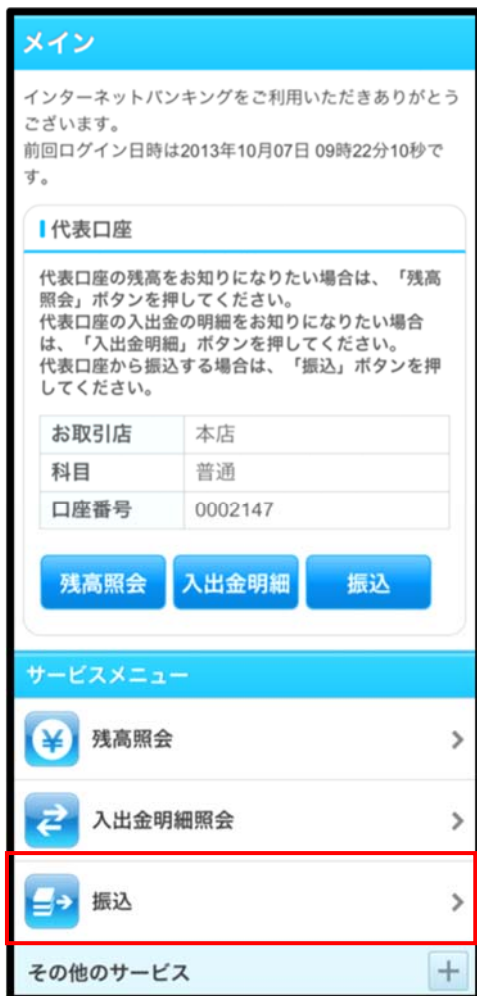 メイン
インターネットバンキングをご利用いただきありがとう
ございます。
前回ログイン日時は2013年10月07日 09時22分10秒で
す。
代表口座
代表口座の残高をお知りになりたい場合は、「残高
照会」ボタンを押してください。
代表口座の入出金の明細をお知りになりたい場合
は、「入出金明細」ボタンを押してください。
代表口座から振込する場合は、「振込」ボタンを押
してください。
お取引店 本店
科目 普通
口座番号 0002147
残高照会 入出金明細 振込
サービスメニュー
¥ 残高照会
入出金明細照会
振込
その他のサービス